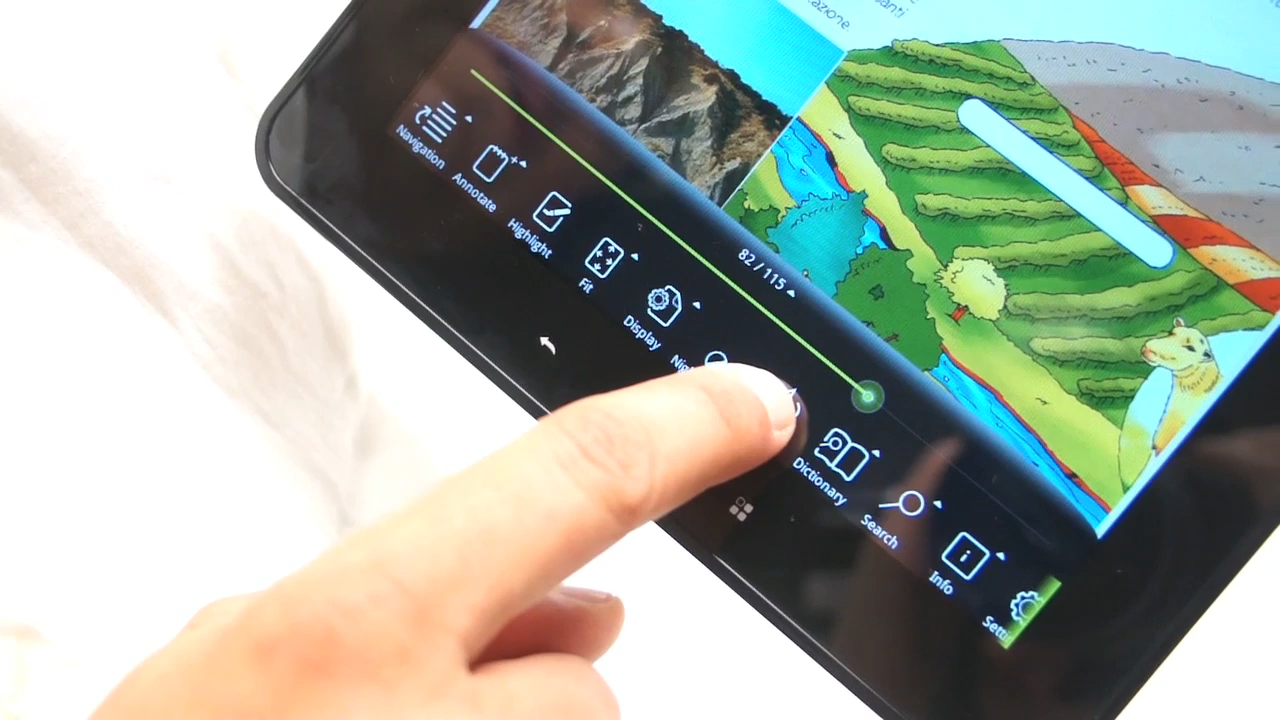 82 / 115
Navigation
Annotate
Highlight
Fit
Display
Dictionary
Search
Info